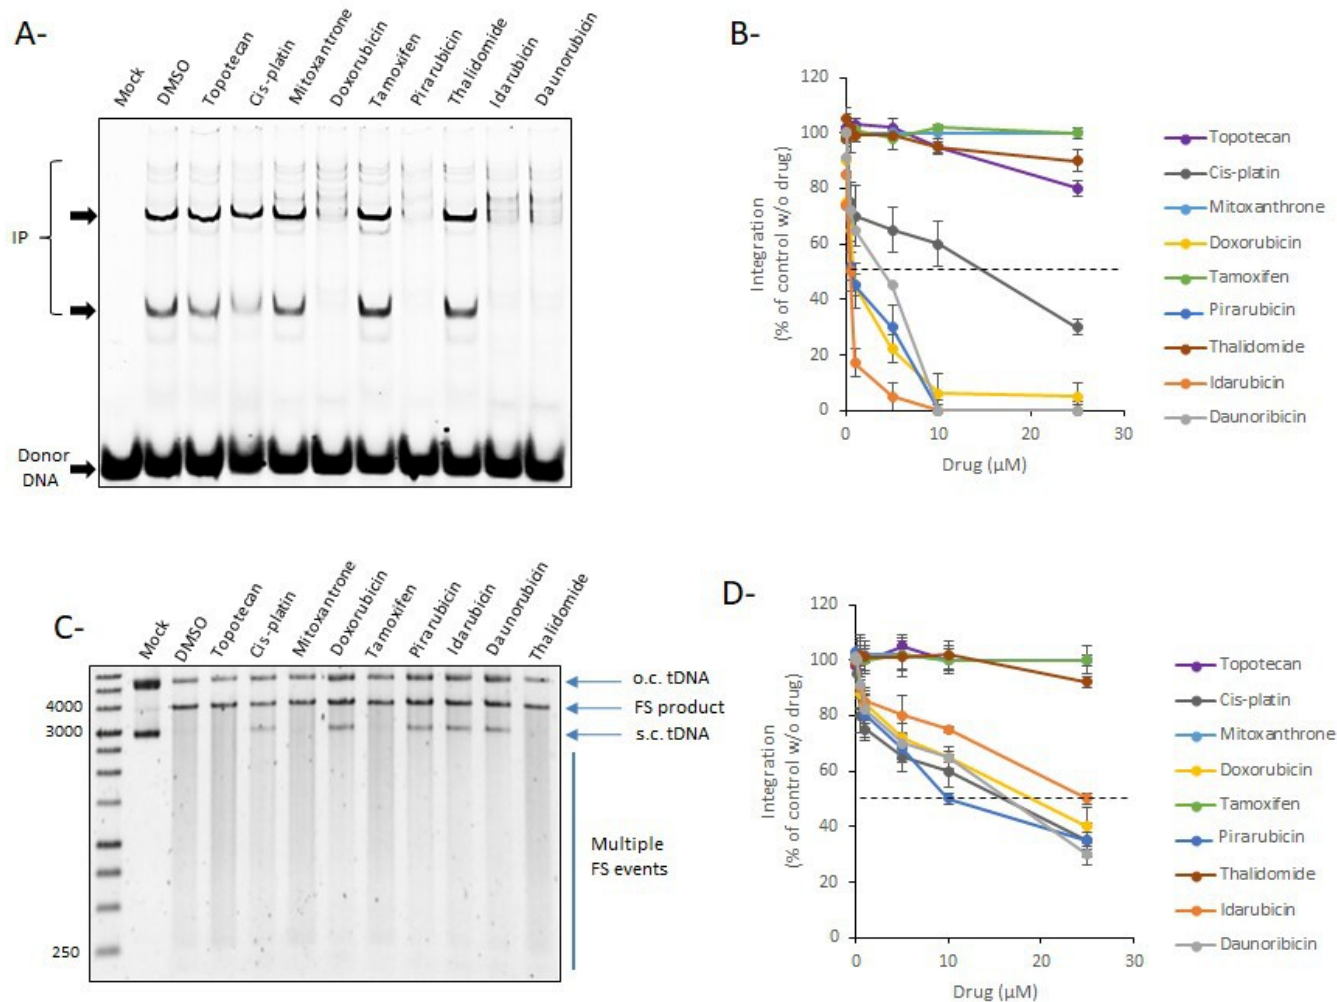 A-
Mock
DMSO
Topotecan
Cis-platin
Mitoxantrone
Doxorubicin
Tamoxifen
Pirarubicin
Thalidomide
Idarubicin
Daunorubicin
IP
Donor
DNA
B-
120
100
80
60
40
20
0
0
10
20
30
Integration
(% of control w/o drug)
Drug (µM)
Topotecan
Cis-platin
Mitoxanthrone
Doxorubicin
Tamoxifen
Pirarubicin
Thalidomide
Idarubicin
Daunoribicin
C-
Mock
DMSO
Topotecan
Cis-platin
Mitoxantrone
Doxorubicin
Tamoxifen
Pirarubicin
Idarubicin
Daunorubicin
Thalidomide
4000
3000
250
o.c. tDNA
FS product
s.c. tDNA
Multiple
FS events
D-
120
100
80
60
40
20
0
0
10
20
30
Integration
(% of control w/o drug)
Drug (µM)
Topotecan
Cis-platin
Mitoxanthrone
Doxorubicin
Tamoxifen
Pirarubicin
Thalidomide
Idarubicin
Daunoribicin